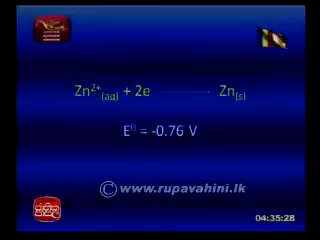 Zn²⁺(aq) + 2e ⟶ Zn(s)
E⁰ = -0.76 V
© www.rupavahini.lk
04:35:28